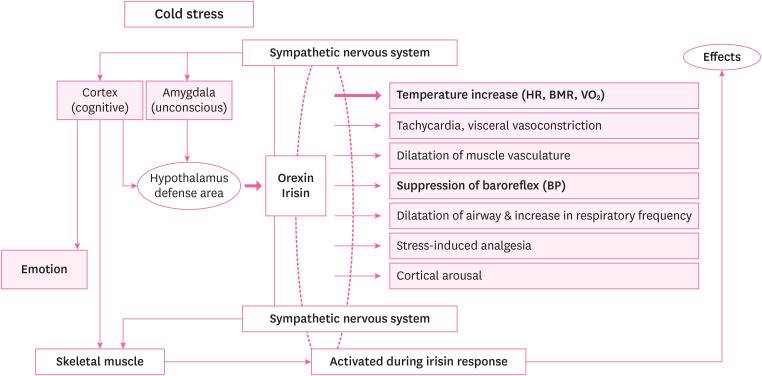 Cold stress
Sympathetic nervous system
Effects
Cortex
(cognitive)
Amygdala
(unconscious)
Temperature increase (HR, BMR, VO₂)
Tachycardia, visceral vasoconstriction
Dilatation of muscle vasculature
Hypothalamus
defense area
Orexin
Irisin
Suppression of baroreflex (BP)
Dilatation of airway & increase in respiratory frequency
Stress-induced analgesia
Emotion
Cortical arousal
Sympathetic nervous system
Skeletal muscle
Activated during irisin response